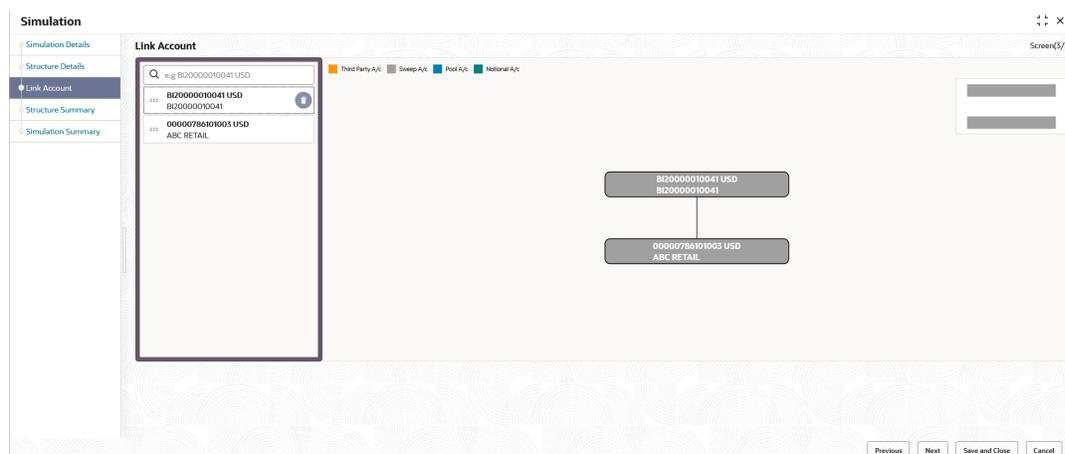 Simulation
Simulation Details
Structure Details
Link Account
Structure Summary
Simulation Summary
Link Account
Screen(3/
e.g BI20000010041 USD
BI20000010041 USD
BI20000010041
00000786101003 USD
ABC RETAIL
Third Party A/c Sweep A/c Pool A/c Notional A/c
BI20000010041 USD
BI20000010041
00000786101003 USD
ABC RETAIL
Previous Next Save and Close Cancel